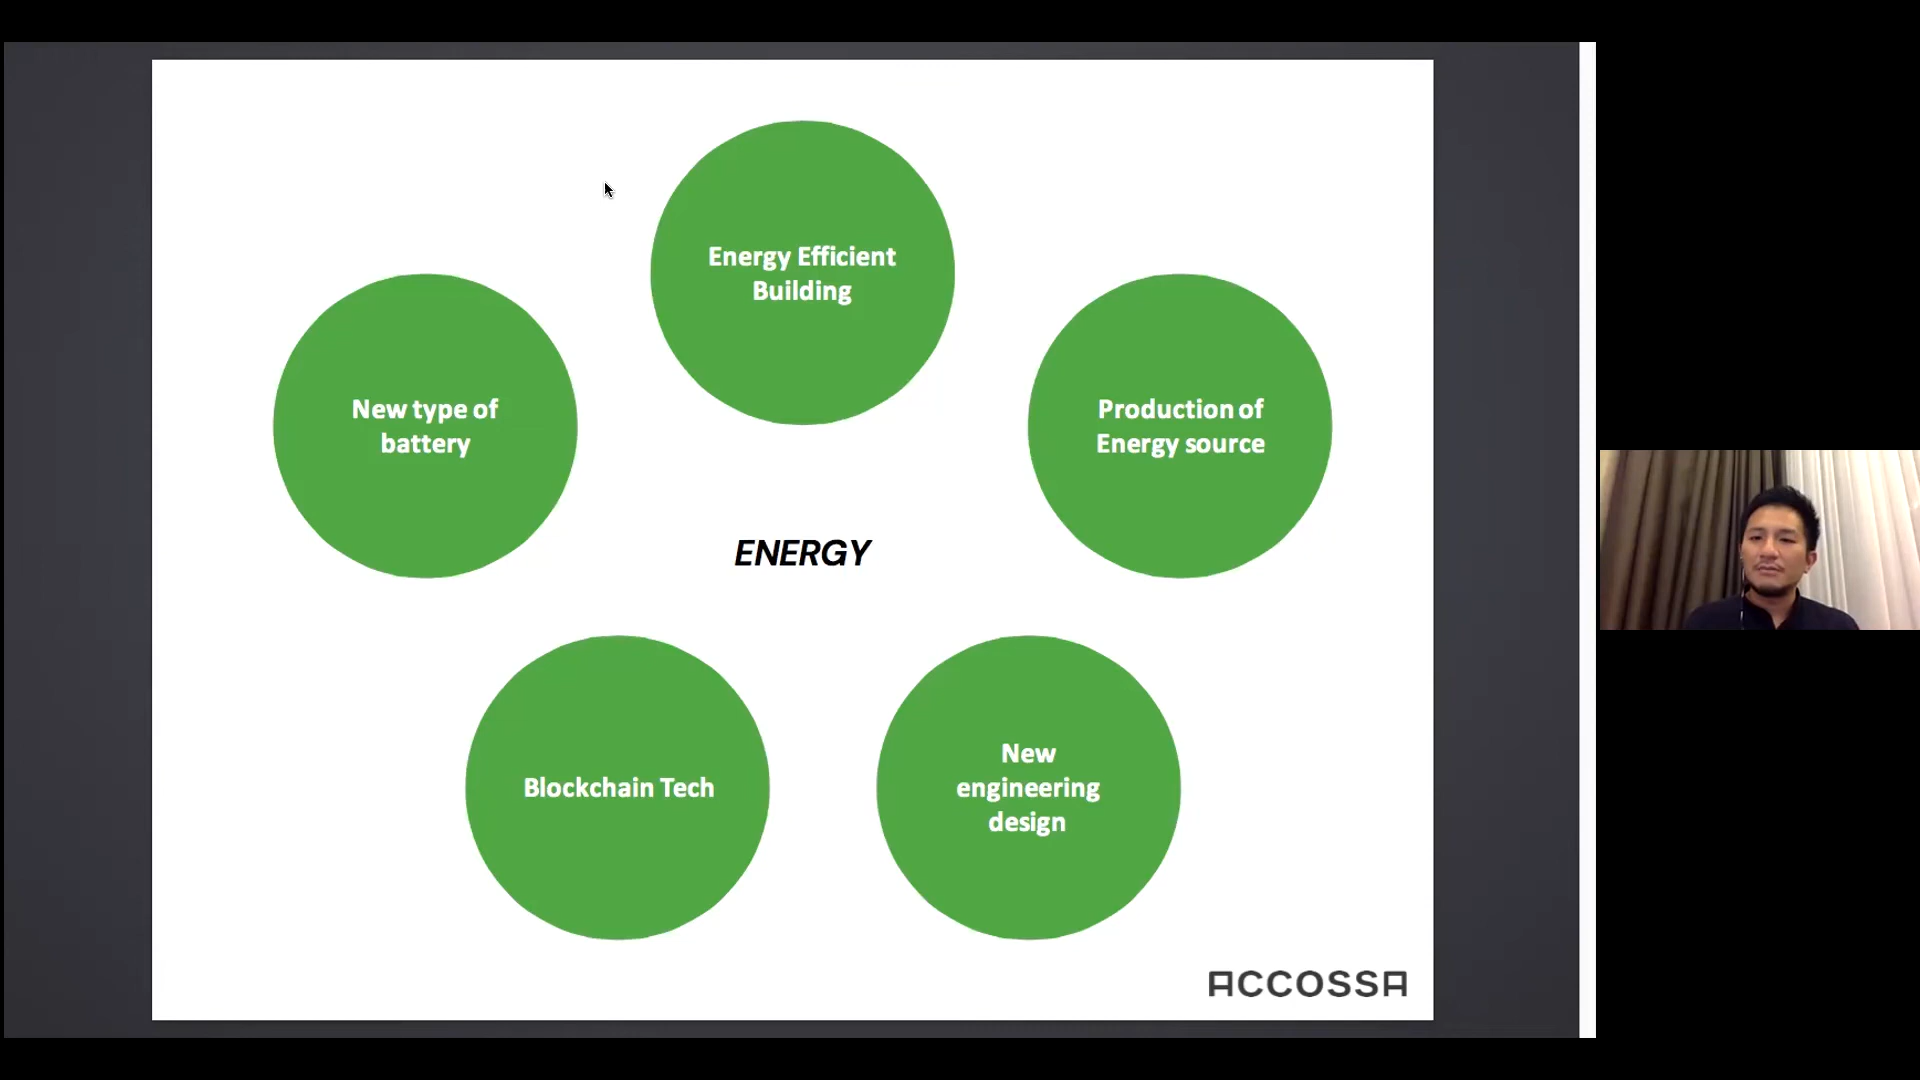 Energy Efficient
Building
New type of
battery
Production of
Energy source
ENERGY
Blockchain Tech
New
engineering
design
ACCOSSA